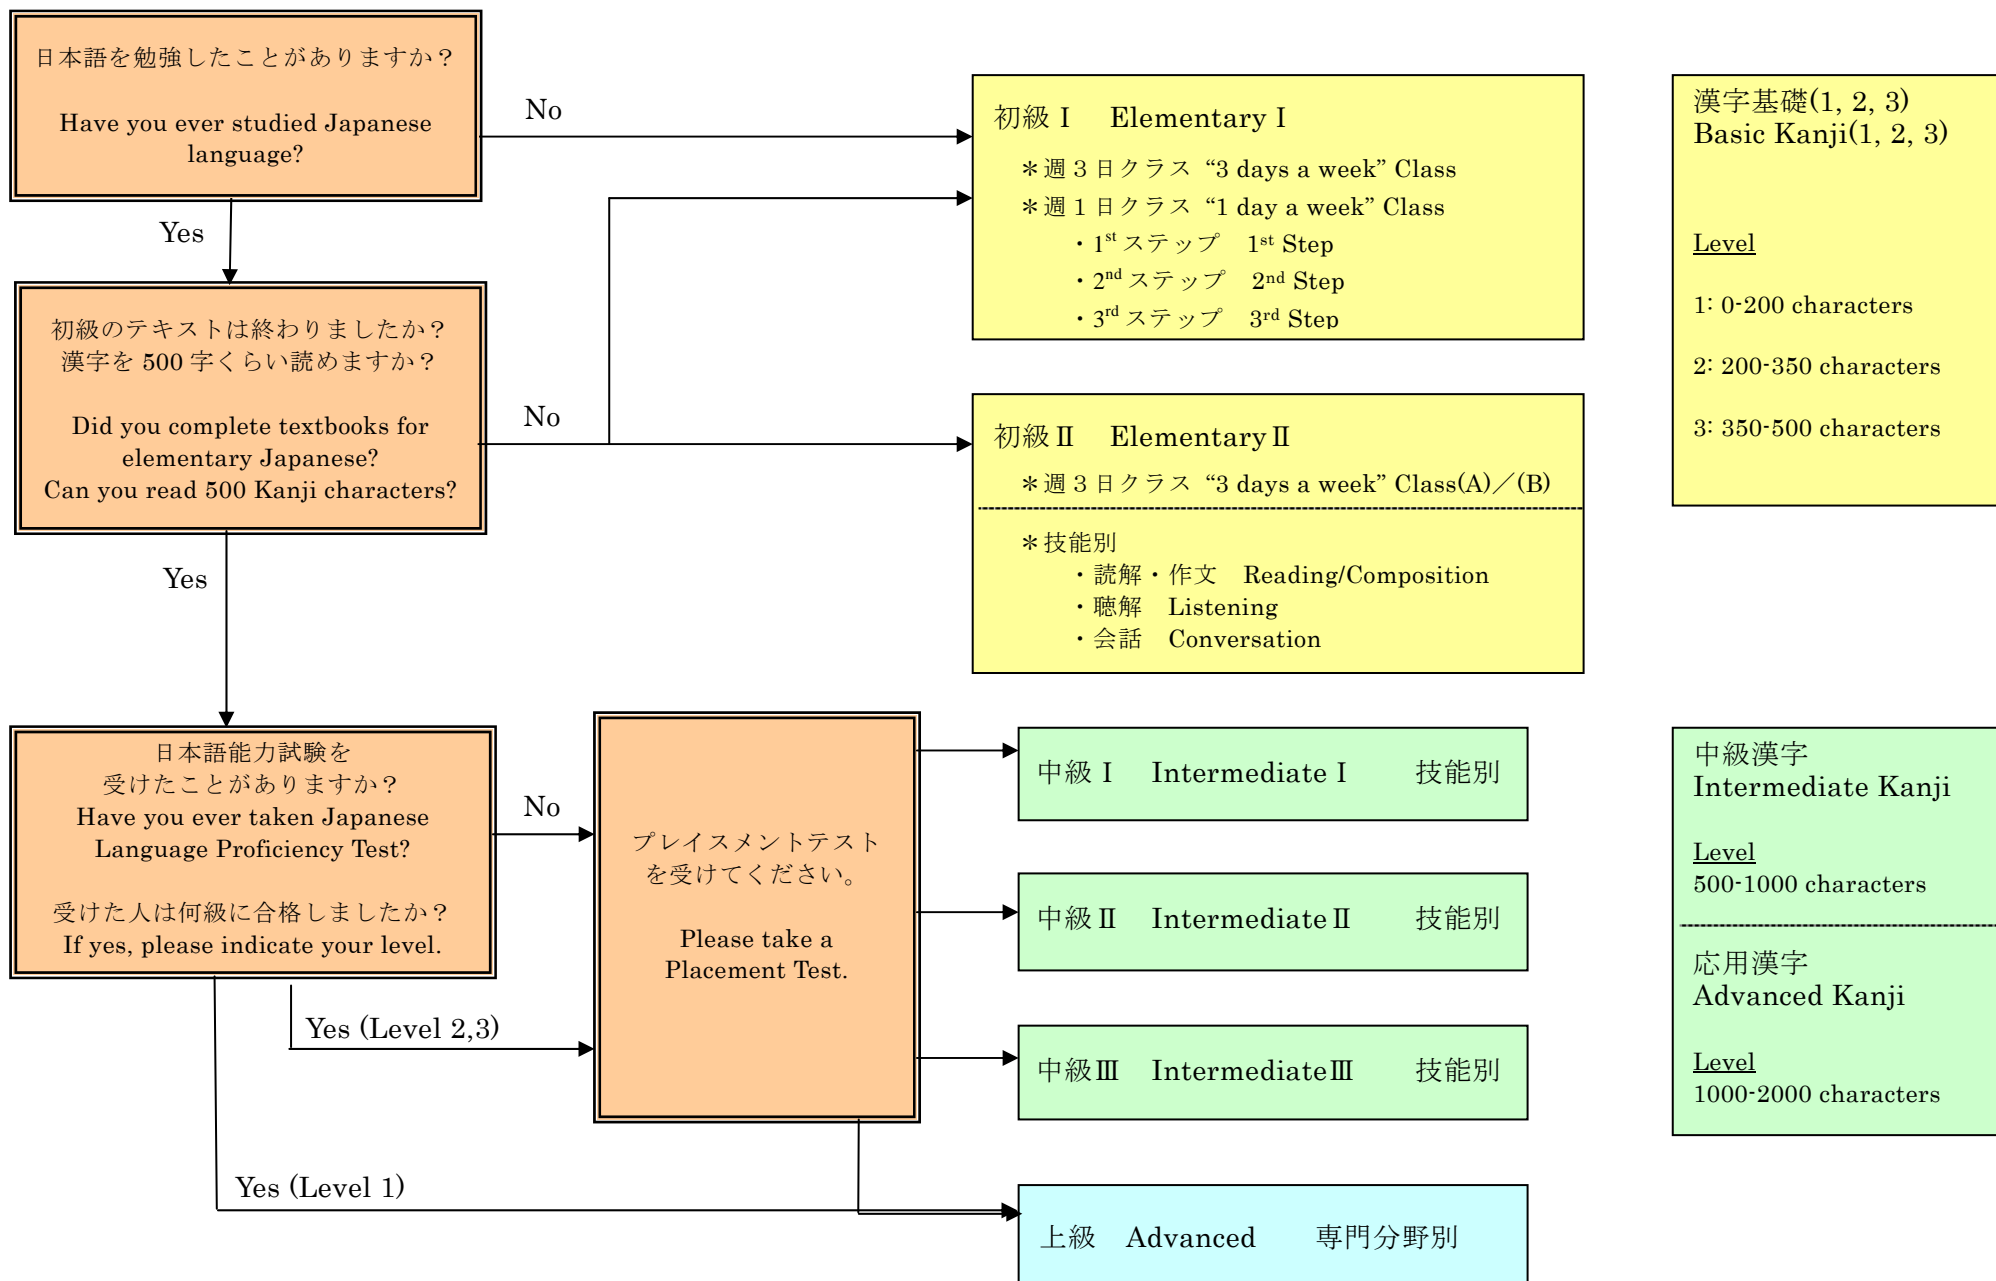 日本語を勉強したことがありますか？
Have you ever studied Japanese
language?
No
Yes
初級のテキストは終わりましたか？
漢字を 500 字くらい読めますか？
Did you complete textbooks for
elementary Japanese?
Can you read 500 Kanji characters?
No
Yes
初級Ⅰ　Elementary Ⅰ
＊週３日クラス “3 days a week” Class
＊週１日クラス “1 day a week” Class
・1st ステップ　1st Step
・2nd ステップ　2nd Step
・3rd ステップ　3rd Step
初級Ⅱ　ElementaryⅡ
＊週３日クラス “3 days a week” Class(A)／(B)
＊技能別
・読解・作文　Reading/Composition
・聴解　Listening
・会話　Conversation
漢字基礎(1, 2, 3)
Basic Kanji(1, 2, 3)
Level
1: 0-200 characters
2: 200-350 characters
3: 350-500 characters
日本語能力試験を
受けたことがありますか？
Have you ever taken Japanese
Language Proficiency Test?
受けた人は何級に合格しましたか？
If yes, please indicate your level.
No
Yes (Level 2,3)
Yes (Level 1)
プレイスメントテスト
を受けてください。
Please take a
Placement Test.
中級Ⅰ　Intermediate Ⅰ　技能別
中級Ⅱ　IntermediateⅡ　技能別
中級Ⅲ　IntermediateⅢ　技能別
上級　Advanced　専門分野別
中級漢字
Intermediate Kanji
Level
500-1000 characters
応用漢字
Advanced Kanji
Level
1000-2000 characters